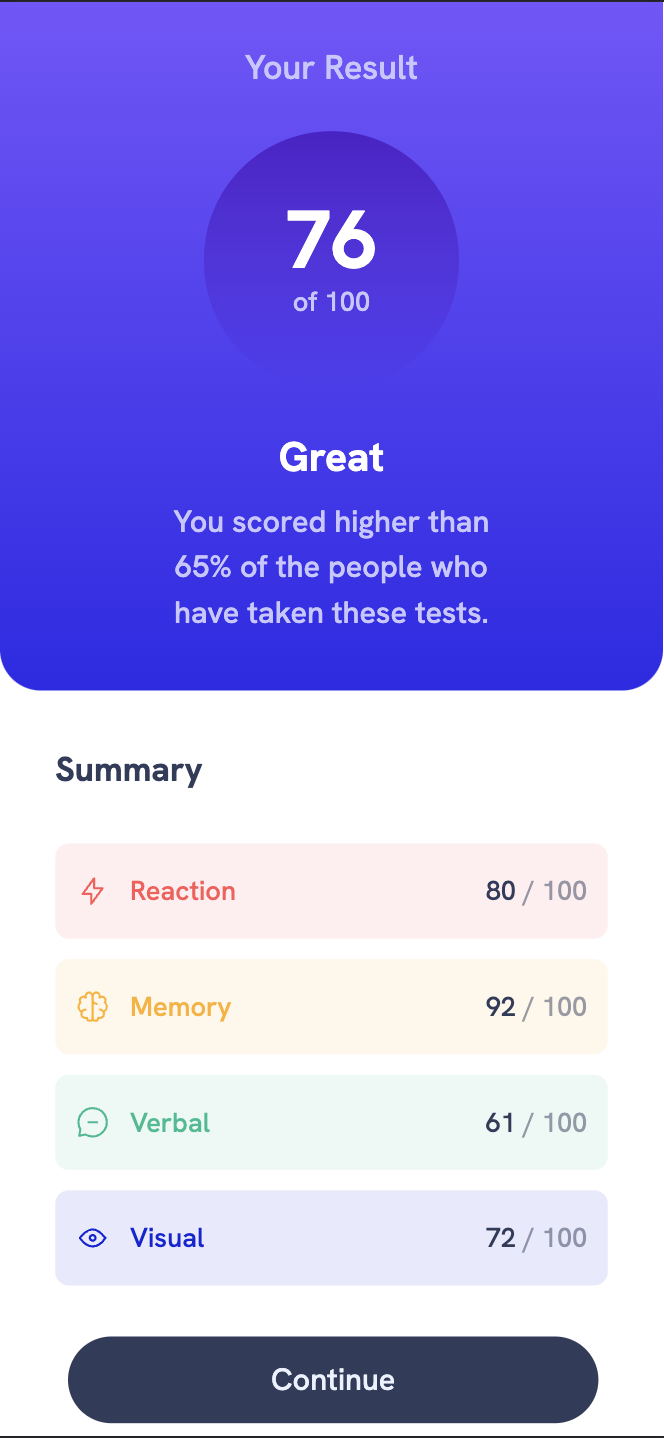 Your Result
76
of 100
Great
You scored higher than
65% of the people who
have taken these tests.
Summary
Reaction 80 / 100
Memory 92 / 100
Verbal 61 / 100
Visual 72 / 100
Continue